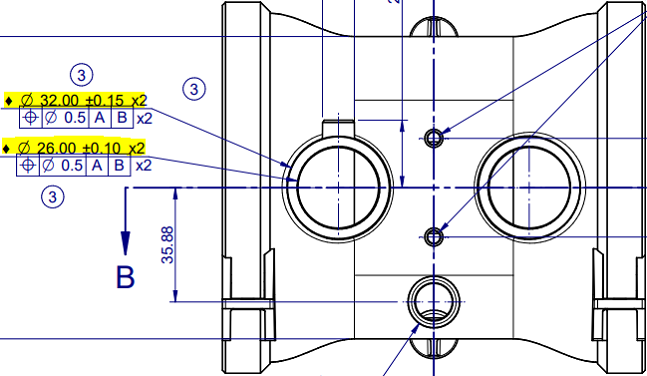 2
3
3
♦ Ø 32.00 ±0.15 x2
⌖ Ø 0.5 A B x2
♦ Ø 26.00 ±0.10 x2
⌖ Ø 0.5 A B x2
3
35.88
B